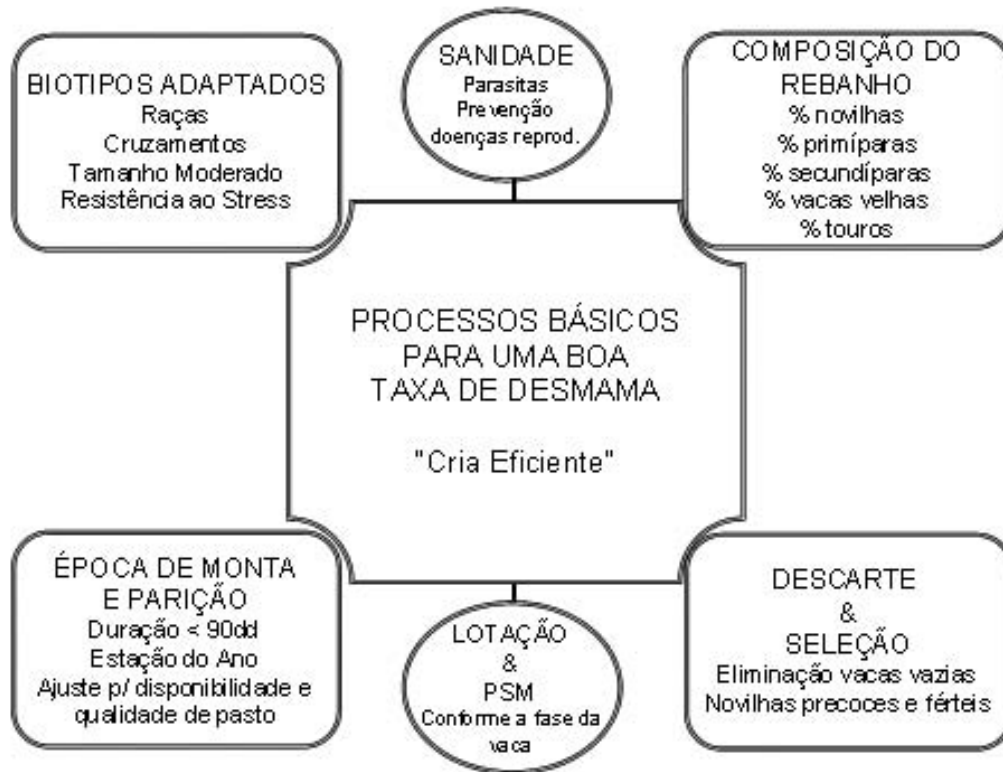 BIOTIPOS ADAPTADOS
Raças
Cruzamentos
Tamanho Moderado
Resistência ao Stress
SANIDADE
Parasitas
Prevenção
doenças reprod.
COMPOSIÇÃO DO
REBANHO
% novilhas
% primíparas
% secundíparas
% vacas velhas
% touros
PROCESSOS BÁSICOS
PARA UMA BOA
TAXA DE DESMAMA
"Cria Eficiente"
ÉPOCA DE MONTA
E PARIÇÃO
Duração < 90dd
Estação do Ano
Ajuste p/ disponibilidade e
qualidade de pasto
LOTAÇÃO
&
PSM
Conforme a fase da
vaca
DESCARTE
&
SELEÇÃO
Eliminação vacas vazias
Novilhas precoces e férteis